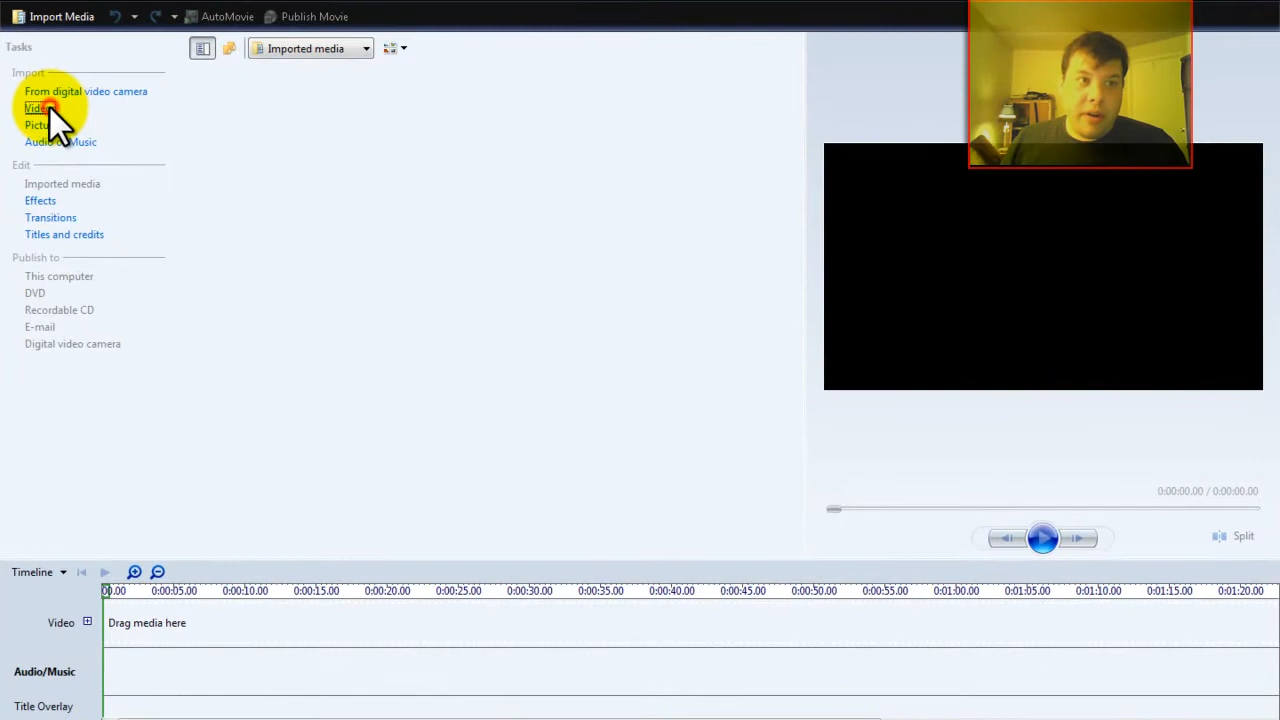 Import Media AutoMovie Publish Movie
Tasks Imported media
Import
From digital video camera
Audio or Music
Edit
Imported media
Effects
Transitions
Titles and credits
Publish to
This computer
DVD
Recordable CD
E-mail
Digital video camera
0:00:00.00 / 0:00:00.00
Split
Timeline
00.00 0:00:05.00 0:00:10.00 0:00:15.00 0:00:20.00 0:00:25.00 0:00:30.00 0:00:35.00 0:00:40.00 0:00:45.00 0:00:50.00 0:00:55.00 0:01:00.00 0:01:05.00 0:01:10.00 0:01:15.00 0:01:20.00
Video Drag media here
Audio/Music
Title Overlay